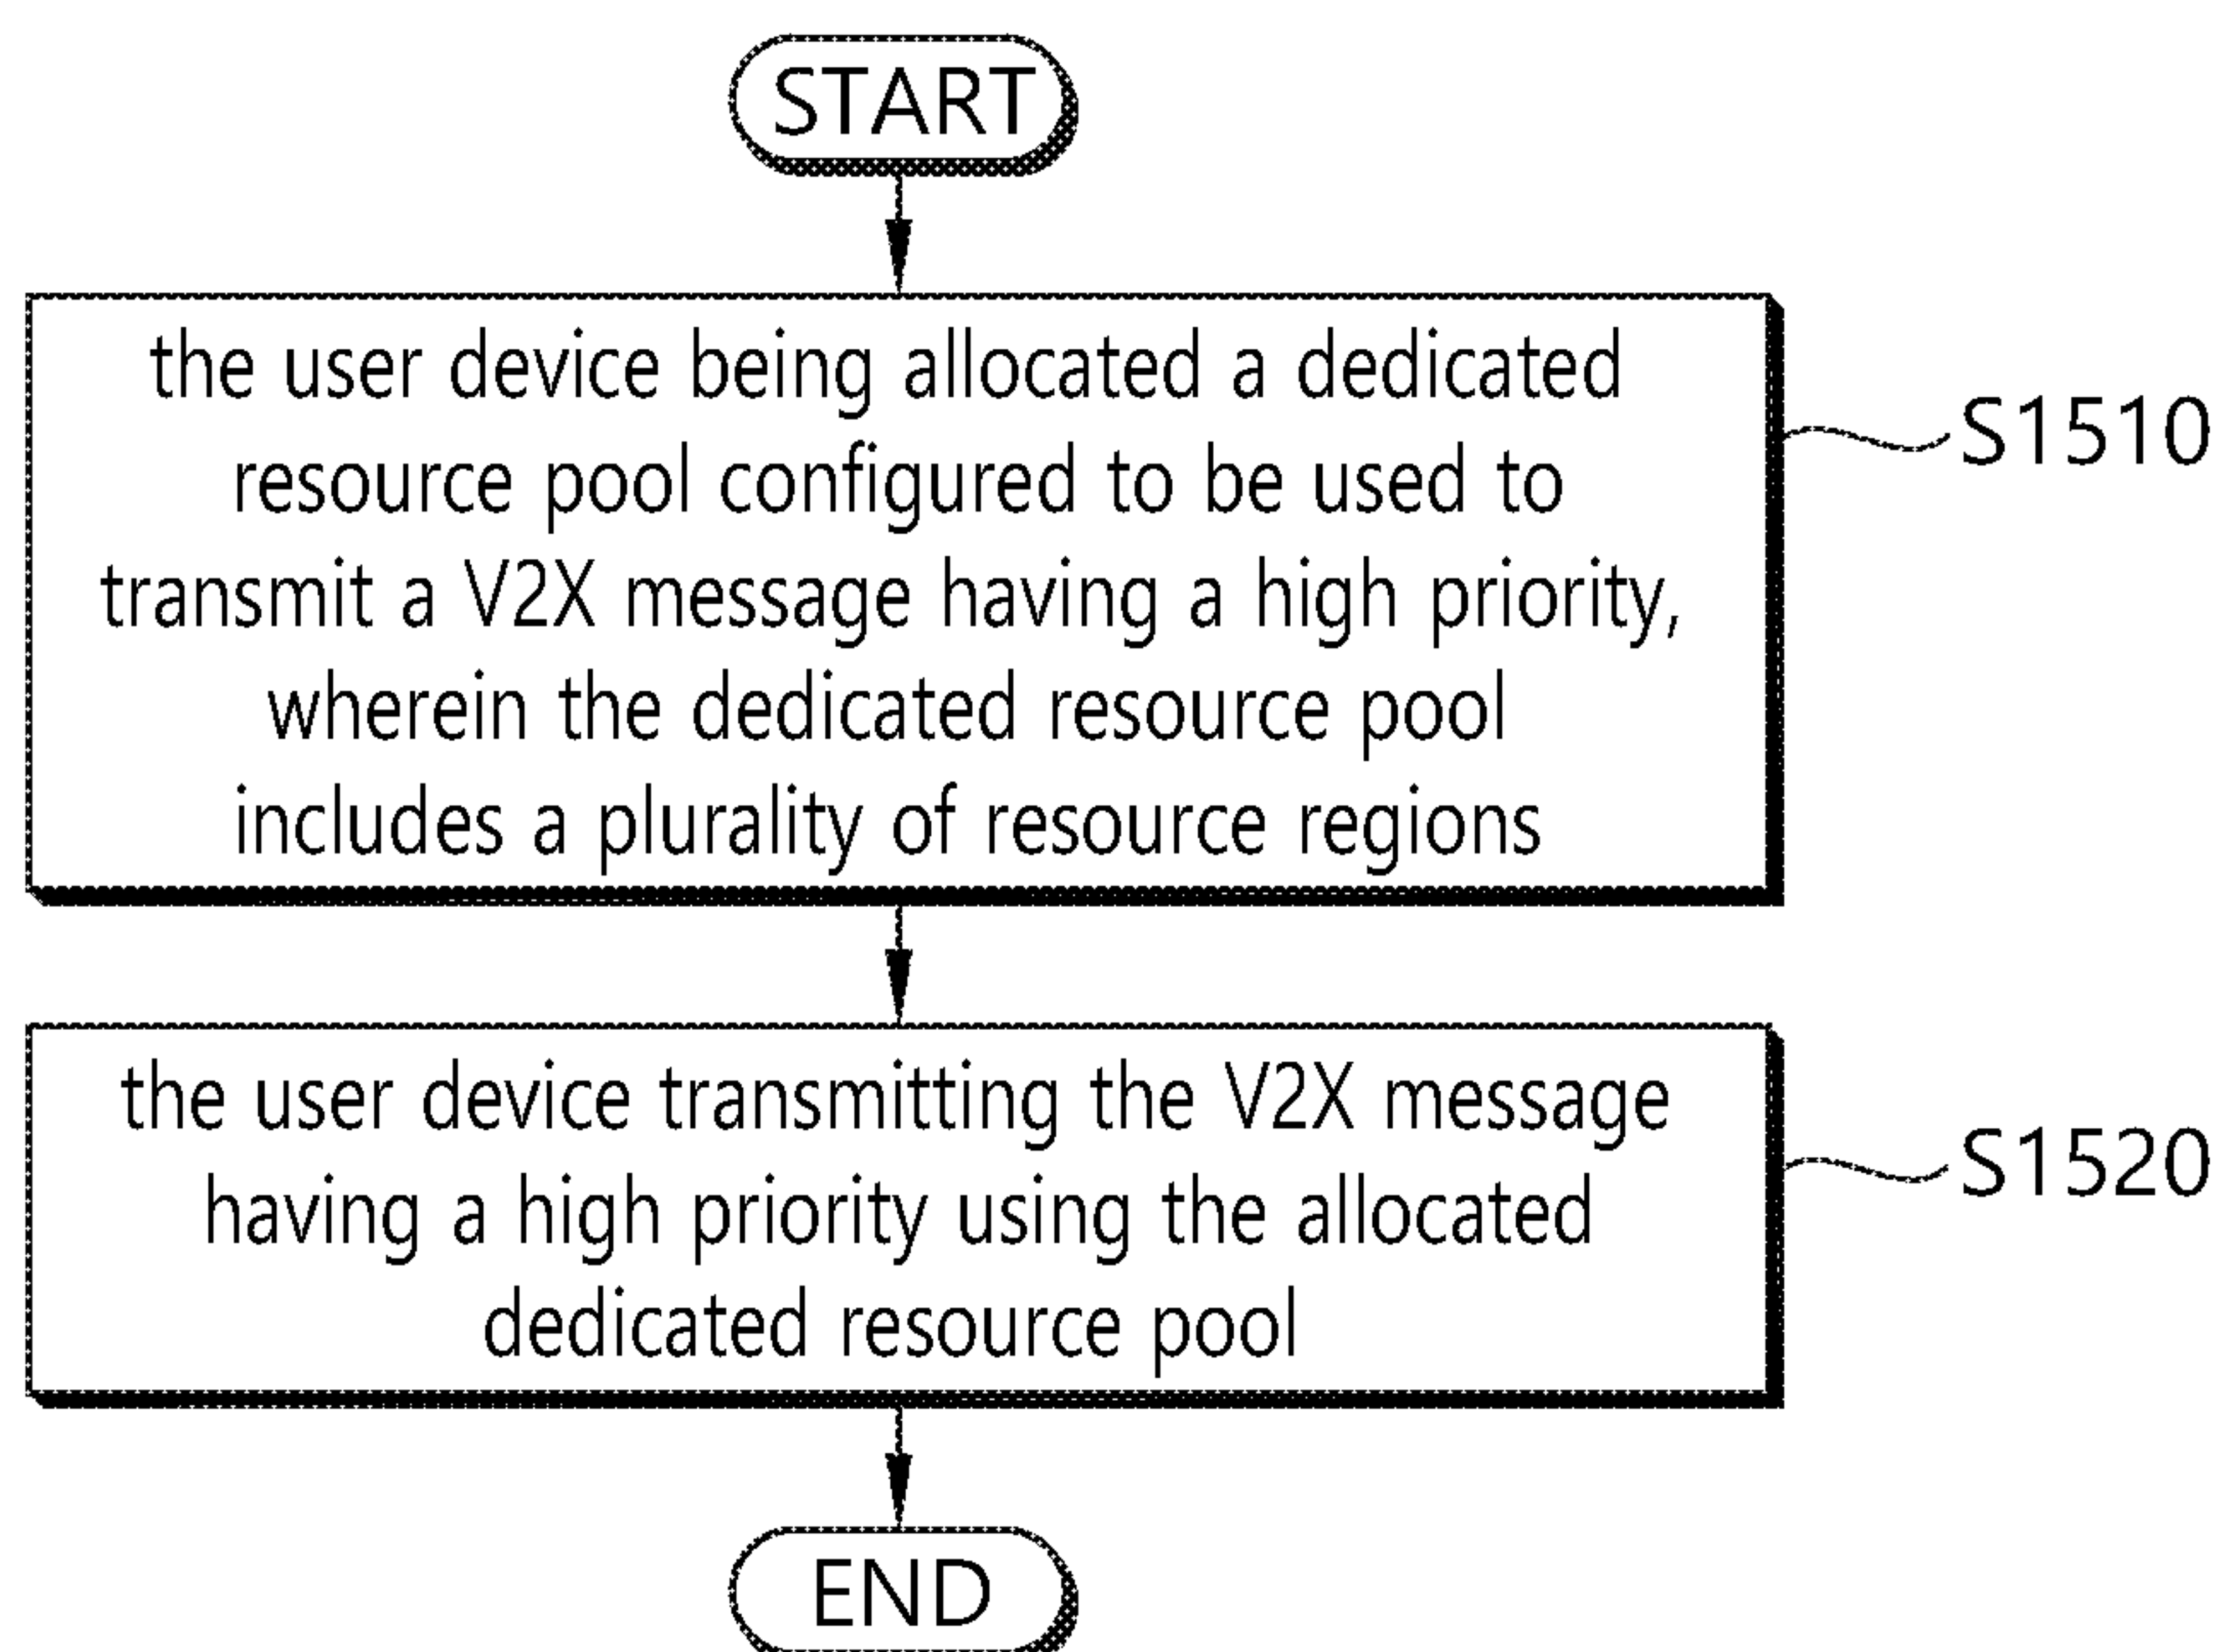 START
the user device being allocated a dedicated
resource pool configured to be used to
transmit a V2X message having a high priority,
wherein the dedicated resource pool
includes a plurality of resource regions
S1510
the user device transmitting the V2X message
having a high priority using the allocated
dedicated resource pool
S1520
END